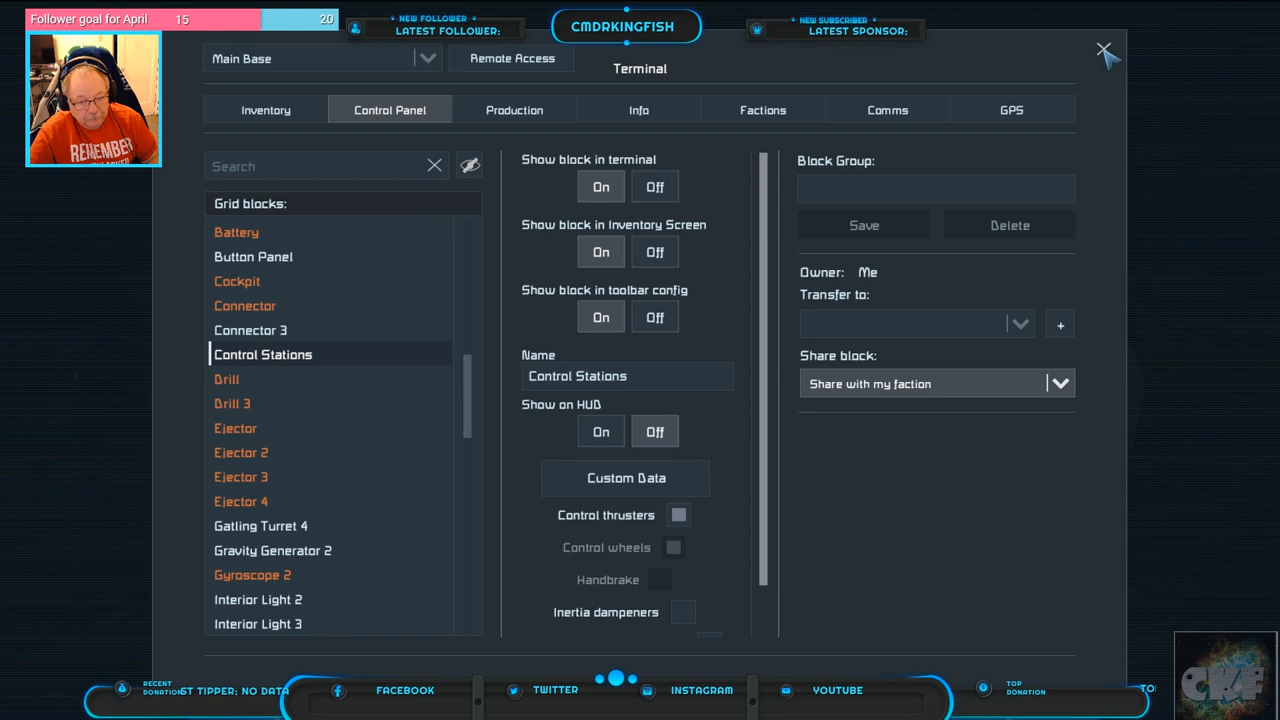 Follower goal for April 15 20
NEW FOLLOWER
LATEST FOLLOWER:
CMDRKINGFISH
NEW SUBSCRIBER
LATEST SPONSOR:
Main Base
Remote Access
Terminal
Inventory
Control Panel
Production
Info
Factions
Comms
GPS
REMEMBER
Search
Grid blocks:
Battery
Button Panel
Cockpit
Connector
Connector 3
Control Stations
Drill
Drill 3
Ejector
Ejector 2
Ejector 3
Ejector 4
Gatling Turret 4
Gravity Generator 2
Gyroscope 2
Interior Light 2
Interior Light 3
Show block in terminal
On Off
Show block in Inventory Screen
On Off
Show block in toolbar config
On Off
Name
Control Stations
Show on HUD
On Off
Custom Data
Control thrusters
Control wheels
Handbrake
Inertia dampeners
Block Group:
Save Delete
Owner: Me
Transfer to:
+
Share block:
Share with my faction
RECENT
DONATION
ST TIPPER: NO DATA
FACEBOOK
TWITTER
INSTAGRAM
YOUTUBE
TOP
DONATION
TO
CKF